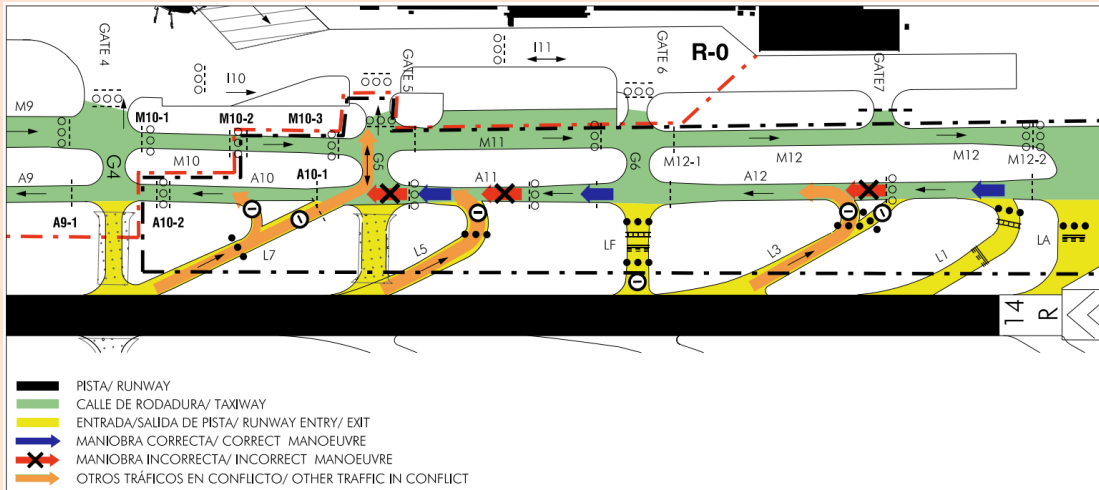 GATE 4
I10
GATE 5
I11
GATE 6
R-0
GATE7
M9
M10-1
M10-2
M10-3
M10
M11
M12-1
M12
M12
M12-2
G4
G5
G6
A9
A10
A10-1
A11
A12
A9-1
A10-2
L7
L5
LF
L3
L1
LA
14
R
PISTA/ RUNWAY
CALLE DE RODADURA/ TAXIWAY
ENTRADA/SALIDA DE PISTA/ RUNWAY ENTRY/ EXIT
MANIOBRA CORRECTA/ CORRECT MANOEUVRE
MANIOBRA INCORRECTA/ INCORRECT MANOEUVRE
OTROS TRÁFICOS EN CONFLICTO/ OTHER TRAFFIC IN CONFLICT